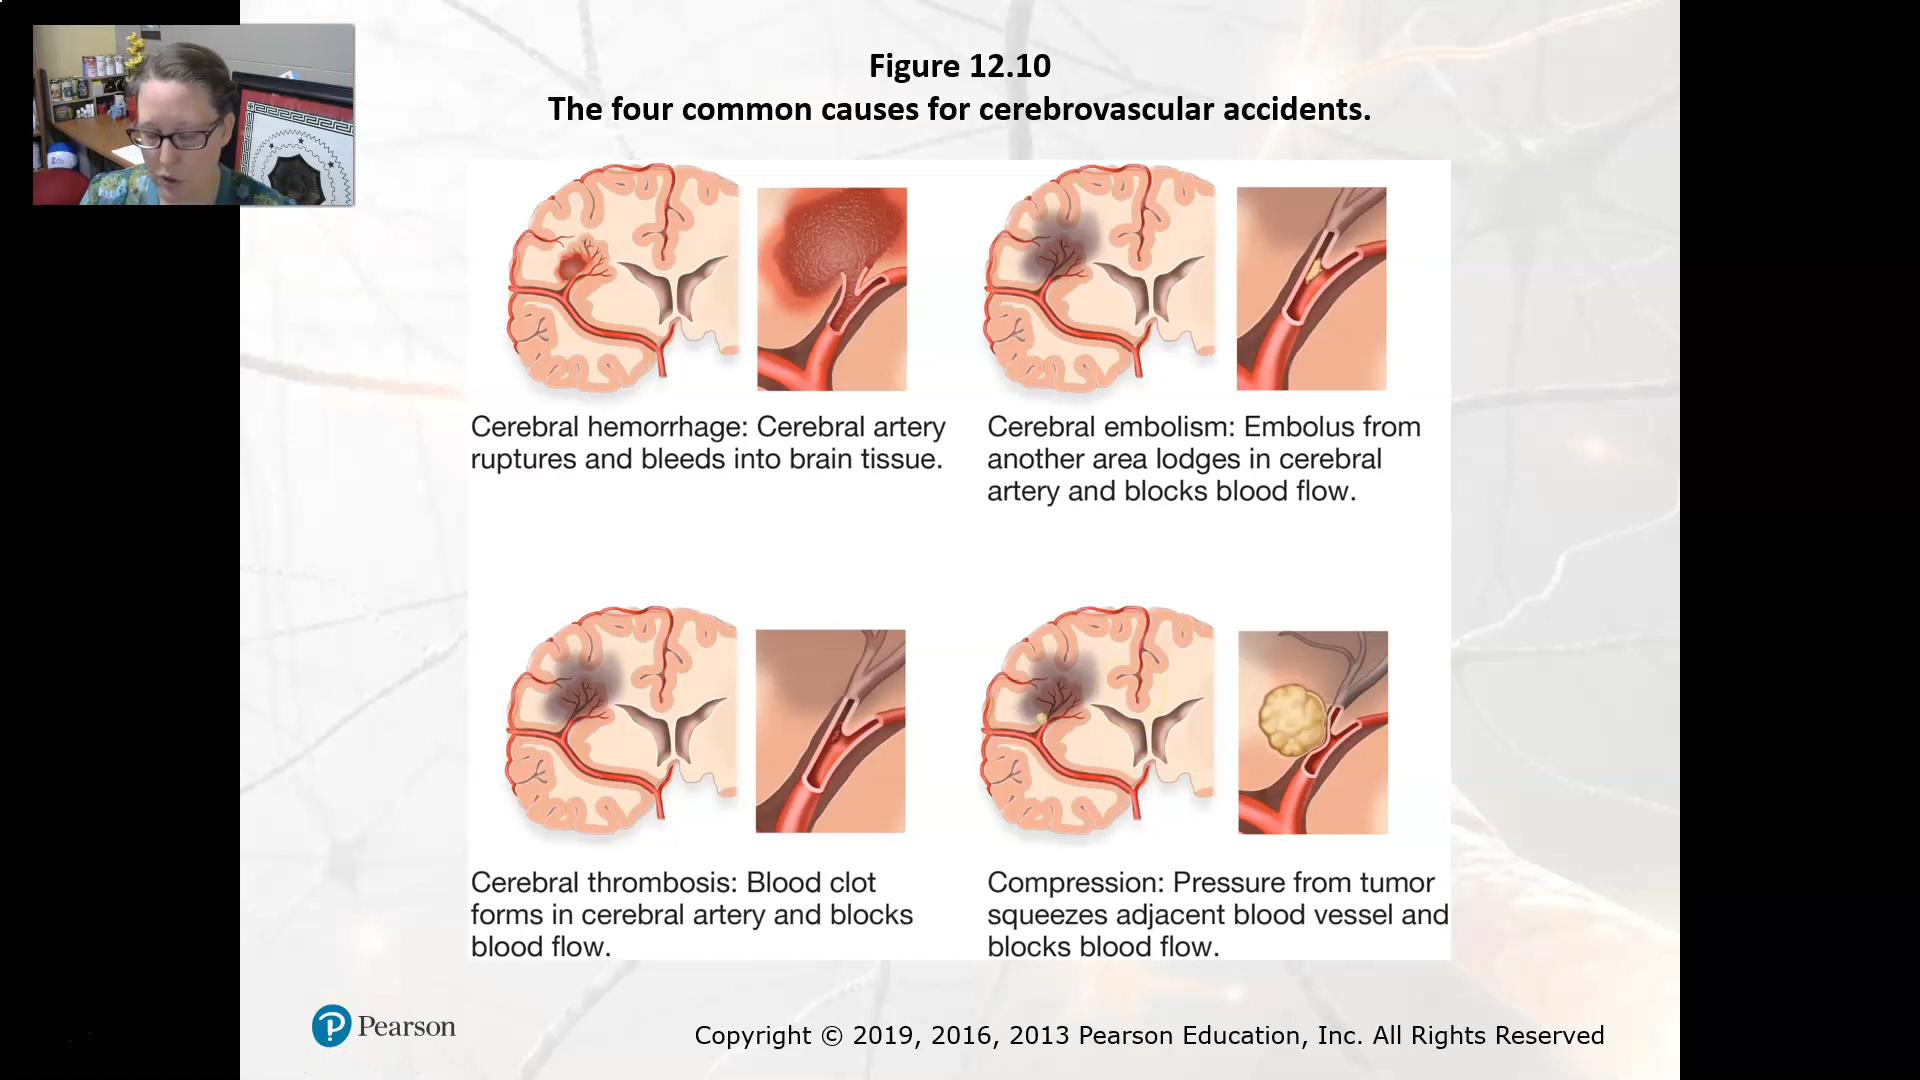 Figure 12.10
The four common causes for cerebrovascular accidents.
Cerebral hemorrhage: Cerebral artery
ruptures and bleeds into brain tissue.
Cerebral embolism: Embolus from
another area lodges in cerebral
artery and blocks blood flow.
Cerebral thrombosis: Blood clot
forms in cerebral artery and blocks
blood flow.
Compression: Pressure from tumor
squeezes adjacent blood vessel and
blocks blood flow.
Pearson
Copyright © 2019, 2016, 2013 Pearson Education, Inc. All Rights Reserved